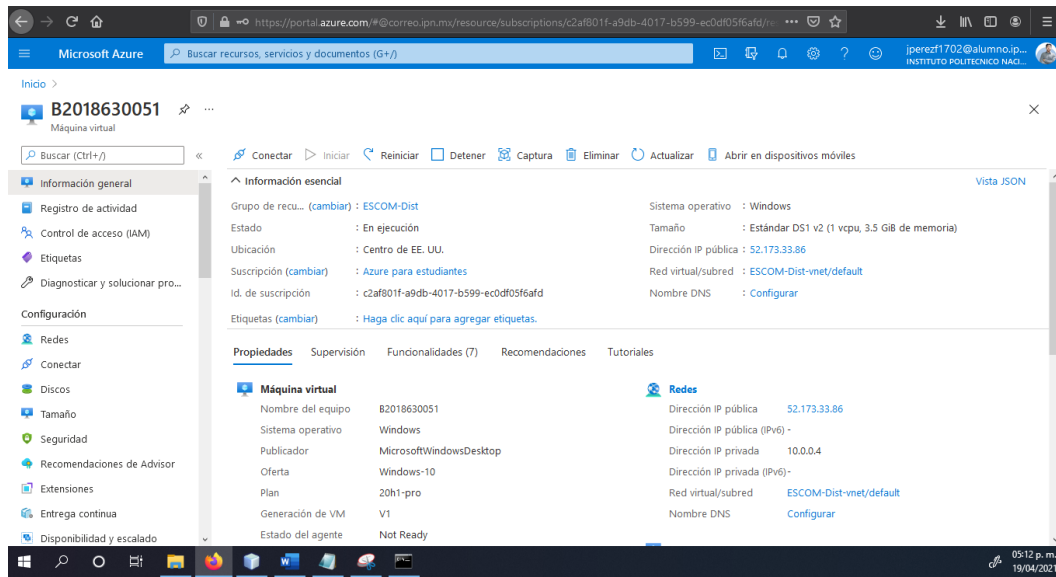 https://portal.azure.com/#@correo.ipn.mx/resource/subscriptions/c2af801f-a9db-4017-b599-ec0df05f6afd/re
Microsoft Azure
Buscar recursos, servicios y documentos (G+/)
jperezf1702@alumno.ip...
INSTITUTO POLITECNICO NACI...
Inicio >
B2018630051
Máquina virtual
Buscar (Ctrl+/)
«
Conectar Iniciar Reiniciar Detener Captura Eliminar Actualizar Abrir en dispositivos móviles
Información general
Registro de actividad
Control de acceso (IAM)
Etiquetas
Diagnosticar y solucionar pro...
Configuración
Redes
Conectar
Discos
Tamaño
Seguridad
Recomendaciones de Advisor
Extensiones
Entrega continua
Disponibilidad y escalado
Información esencial
Vista JSON
Grupo de recu... (cambiar) : ESCOM-Dist
Estado : En ejecución
Ubicación : Centro de EE. UU.
Suscripción (cambiar) : Azure para estudiantes
Id. de suscripción : c2af801f-a9db-4017-b599-ec0df05f6afd
Etiquetas (cambiar) : Haga clic aquí para agregar etiquetas.
Sistema operativo : Windows
Tamaño : Estándar DS1 v2 (1 vcpu, 3.5 GiB de memoria)
Dirección IP pública : 52.173.33.86
Red virtual/subred : ESCOM-Dist-vnet/default
Nombre DNS : Configurar
Propiedades Supervisión Funcionalidades (7) Recomendaciones Tutoriales
Máquina virtual
Nombre del equipo B2018630051
Sistema operativo Windows
Publicador MicrosoftWindowsDesktop
Oferta Windows-10
Plan 20h1-pro
Generación de VM V1
Estado del agente Not Ready
Redes
Dirección IP pública 52.173.33.86
Dirección IP pública (IPv6) -
Dirección IP privada 10.0.0.4
Dirección IP privada (IPv6) -
Red virtual/subred ESCOM-Dist-vnet/default
Nombre DNS Configurar
05:12 p. m.
19/04/2021